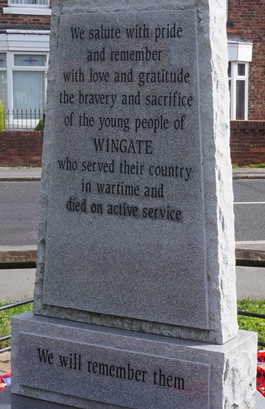 We salute with pride
and remember
with love and gratitude
the bravery and sacrifice
of the young people of
WINGATE
who served their country
in wartime and
died on active service
We will remember them